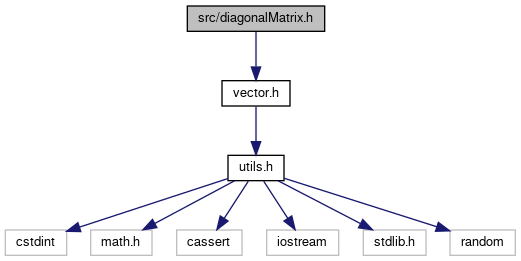 src/diagonalMatrix.h
vector.h
utils.h
cstdint
math.h
cassert
iostream
stdlib.h
random